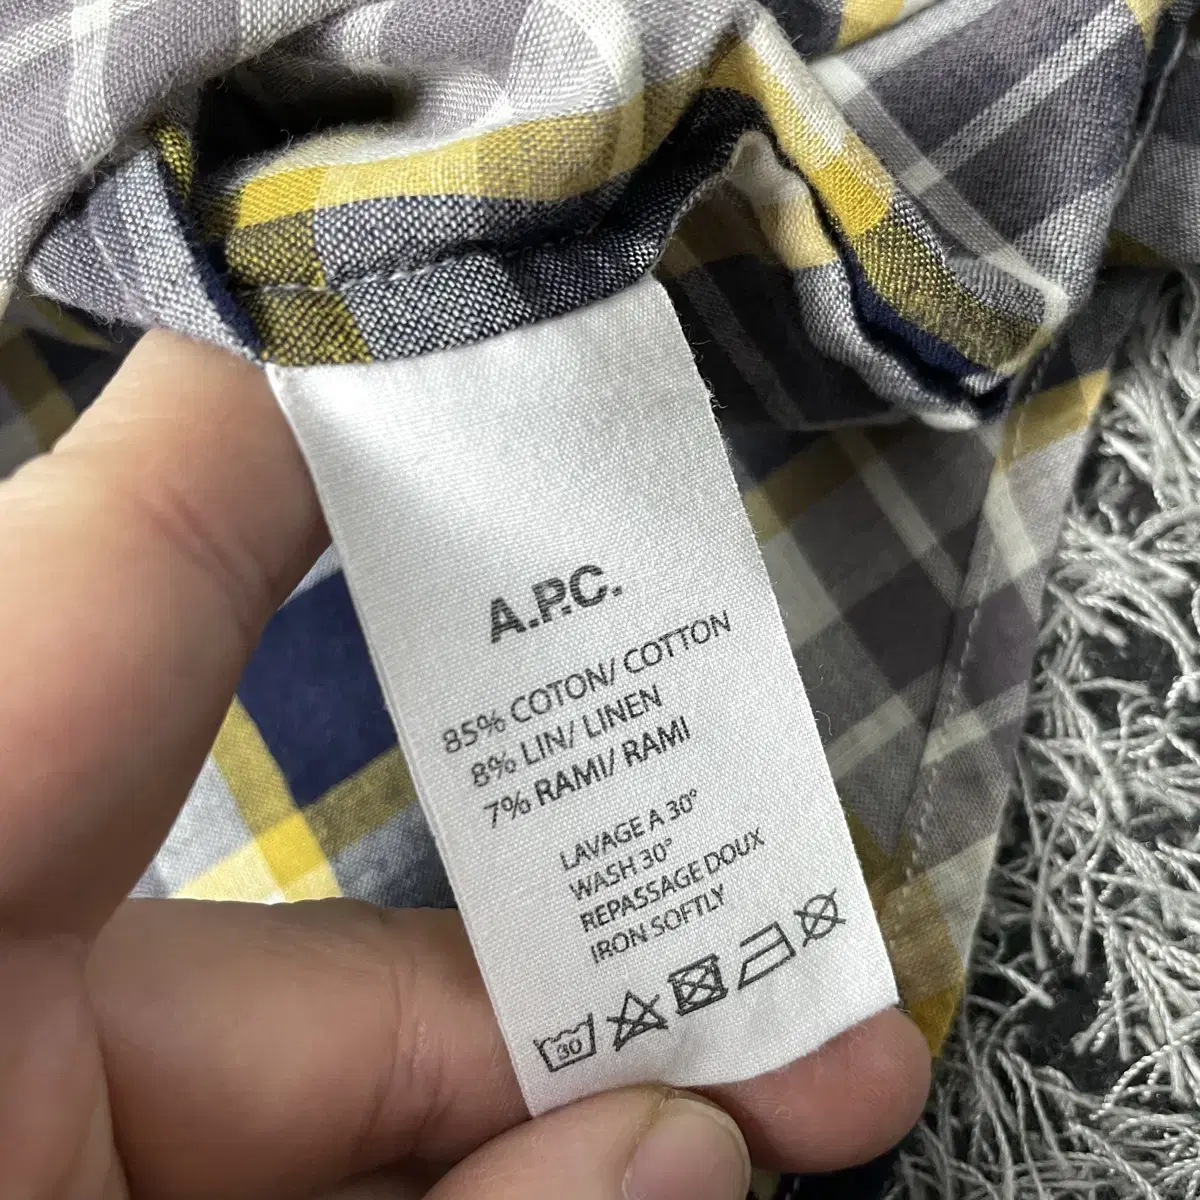 A.P.C.
85% COTON/ COTTON
8% LIN/ LINEN
7% RAMI/ RAMI
LAVAGE A 30°
WASH 30°
REPASSAGE DOUX
IRON SOFTLY
30